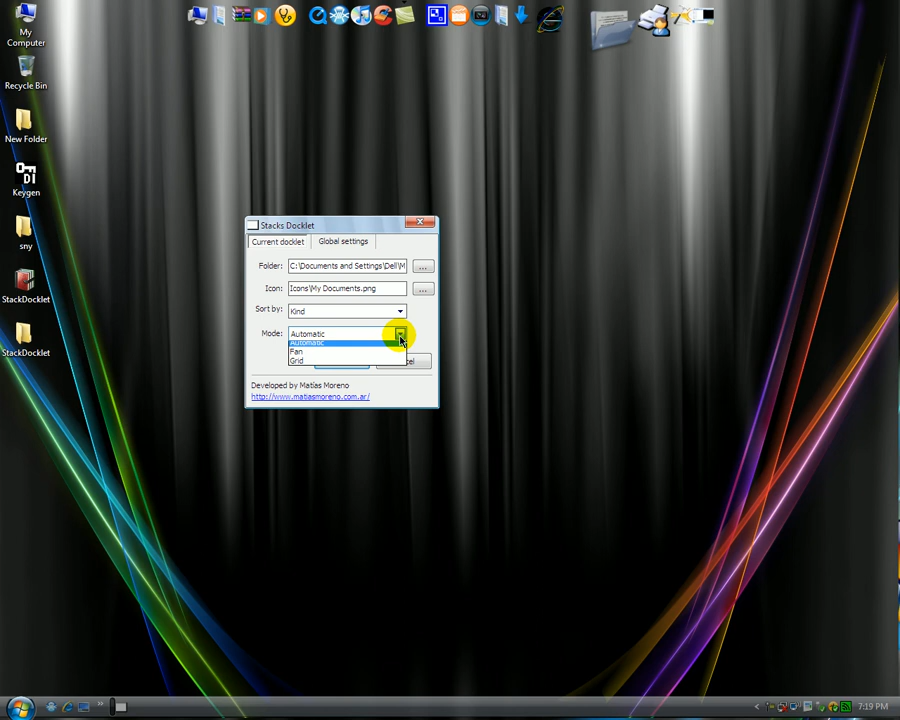 My
Computer
Recycle Bin
New Folder
Keygen
sny
StackDocklet
StackDocklet
Stacks Docklet
Current docklet
Global settings
Folder:
C:\Documents and Settings\Dell\M
...
Icon:
Icons\My Documents.png
...
Sort by:
Kind
Mode:
Automatic
Automatic
Fan
Grid
Developed by Matías Moreno
http://www.matiasmoreno.com.ar/
7:19 PM